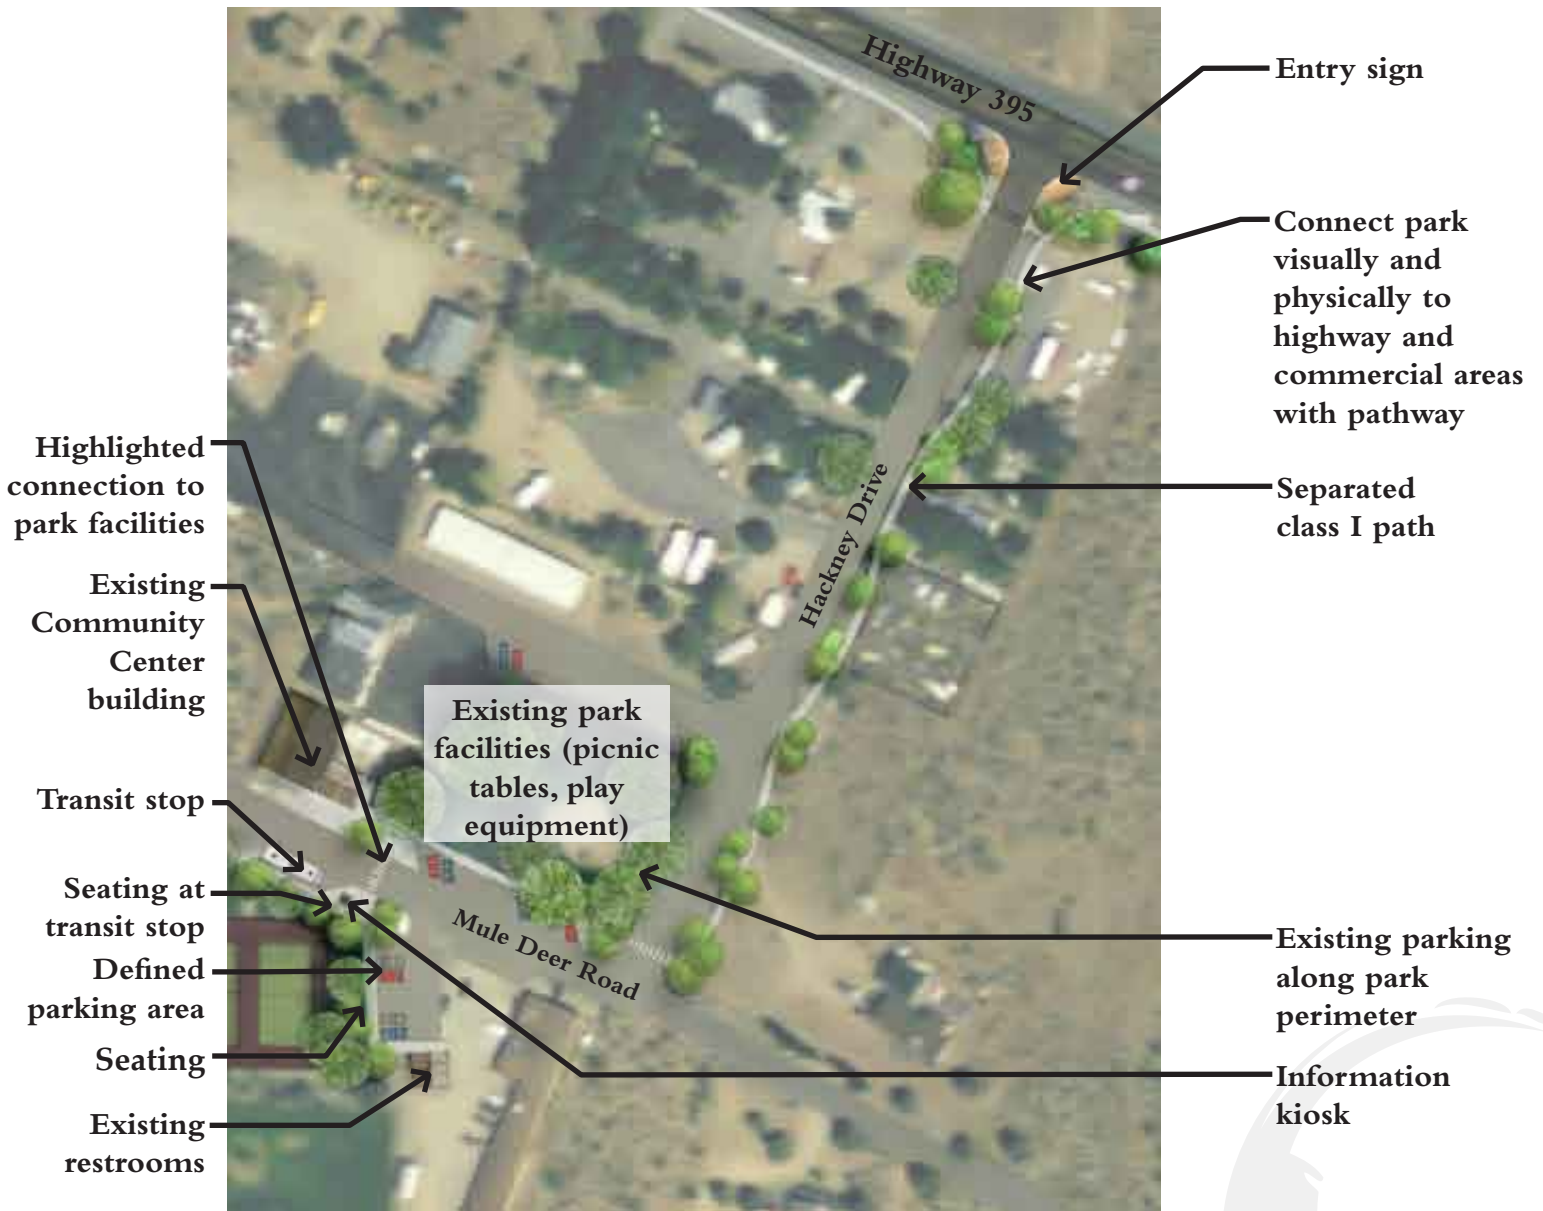 Highway 395
Entry sign
Connect park
visually and
physically to
highway and
commercial areas
with pathway
Highlighted
connection to
park facilities
Separated
class I path
Hackney Drive
Existing
Community
Center
building
Existing park
facilities (picnic
tables, play
equipment)
Transit stop
Seating at
transit stop
Mule Deer Road
Defined
parking area
Existing parking
along park
perimeter
Seating
Information
kiosk
Existing
restrooms